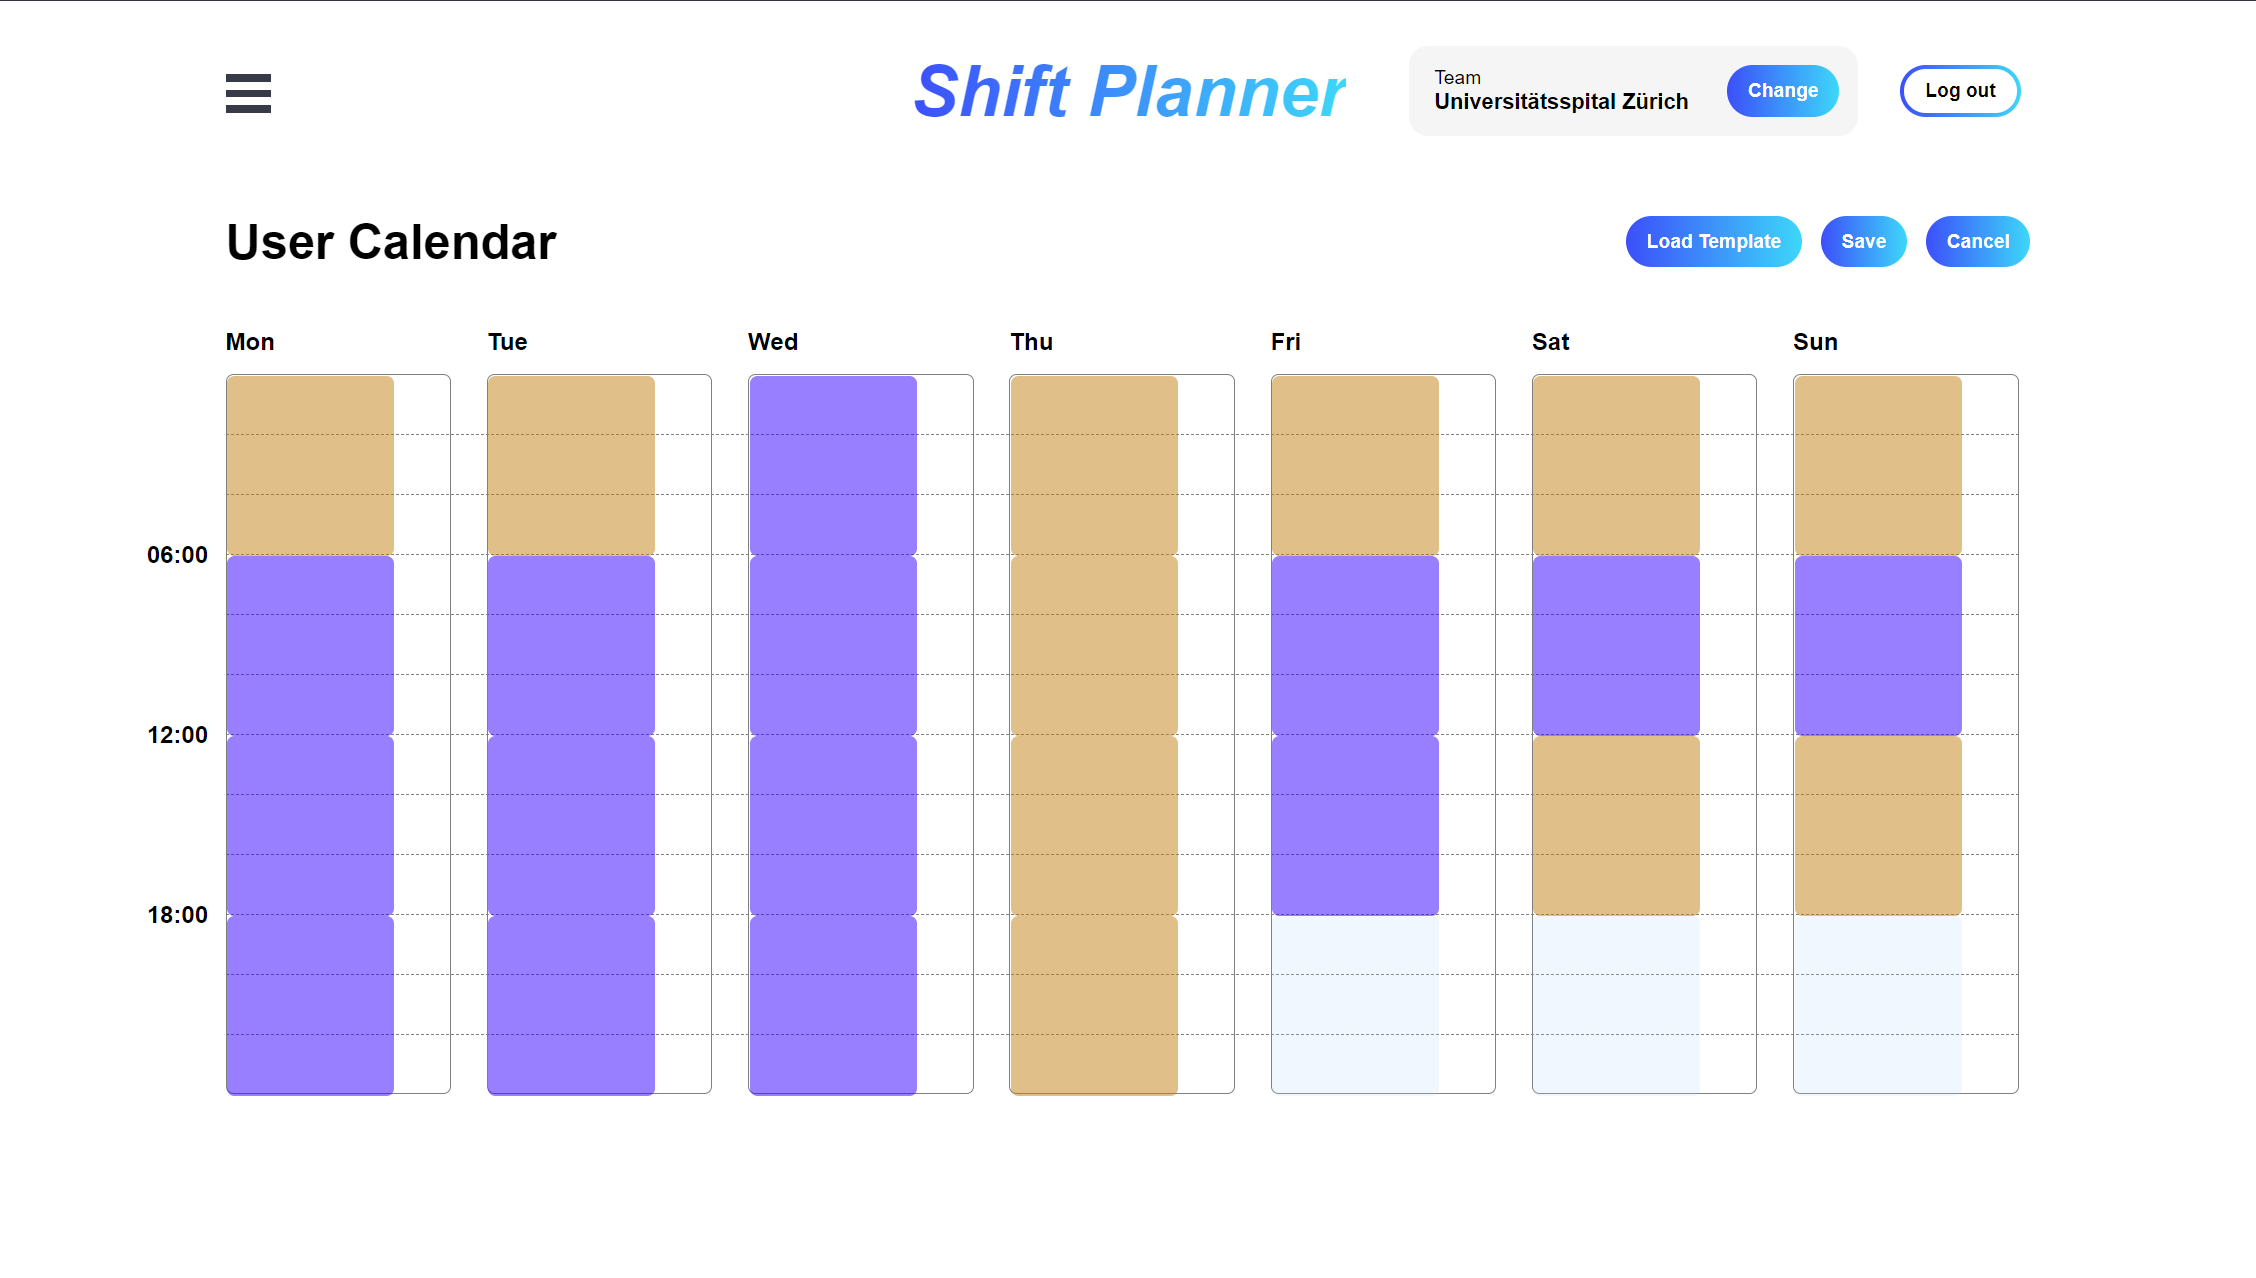 Shift Planner
Team
Universitätsspital Zürich
Change
Log out
User Calendar
Load Template
Save
Cancel
Mon
Tue
Wed
Thu
Fri
Sat
Sun
06:00
12:00
18:00